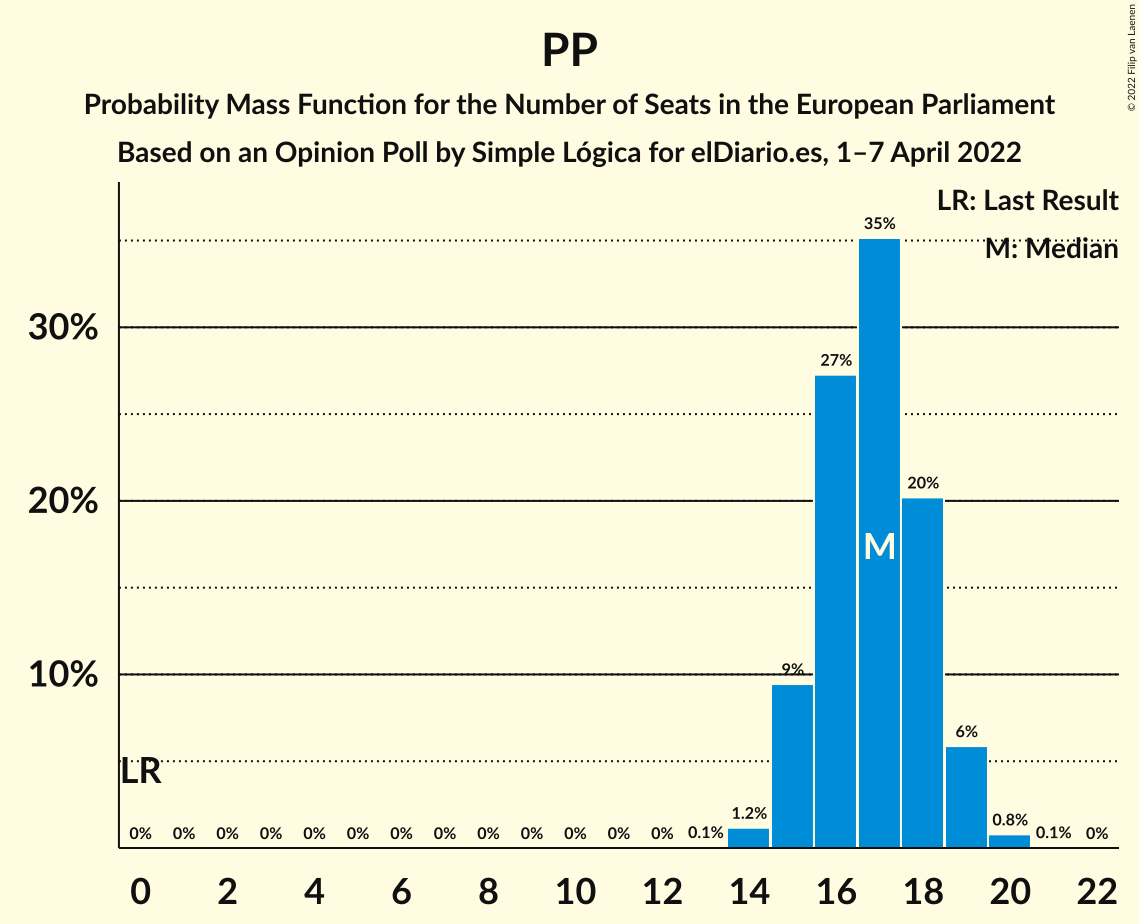 PP
Probability Mass Function for the Number of Seats in the European Parliament
Based on an Opinion Poll by Simple Lógica for elDiario.es, 1–7 April 2022
© 2022 Filip van Laenen
LR: Last Result
M: Median
35%
30%
27%
20%
20%
M
10%
9%
6%
LR
0% 0% 0% 0% 0% 0% 0% 0% 0% 0% 0% 0% 0% 0.1% 1.2% 0.8% 0.1% 0%
0 2 4 6 8 10 12 14 16 18 20 22